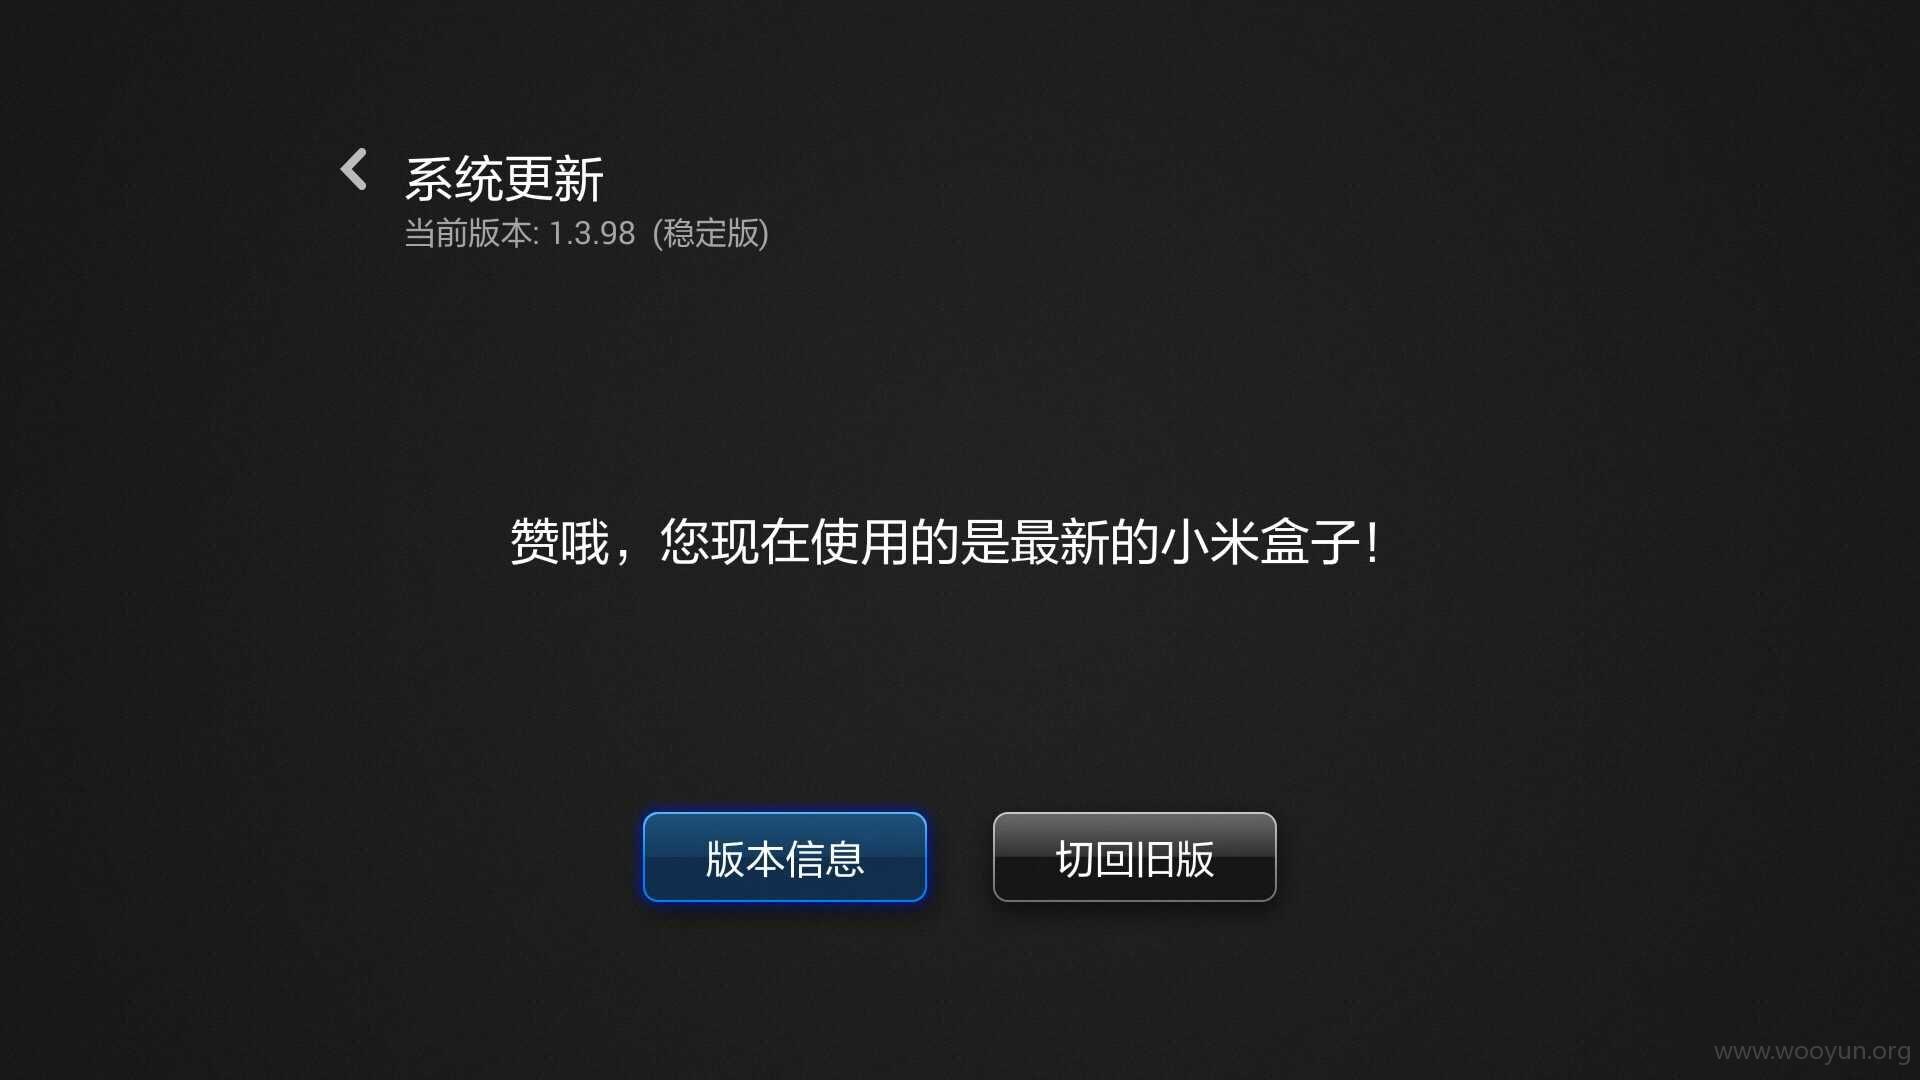 系统更新
当前版本: 1.3.98 (稳定版)
赞哦，您现在使用的是最新的小米盒子!
版本信息
切回旧版
www.wooyun.org